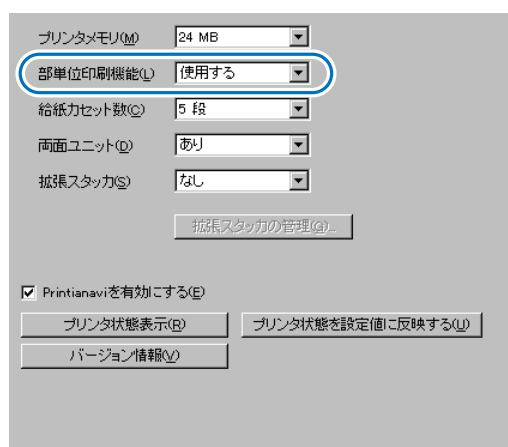 プリンタメモリ(M) 24 MB
部単位印刷機能(L) 使用する
給紙カセット数(C) 5 段
両面ユニット(D) あり
拡張スタッカ(S) なし
拡張スタッカの管理(G)...
Printianaviを有効にする(E)
プリンタ状態表示(R) プリンタ状態を設定値に反映する(U)
バージョン情報(V)